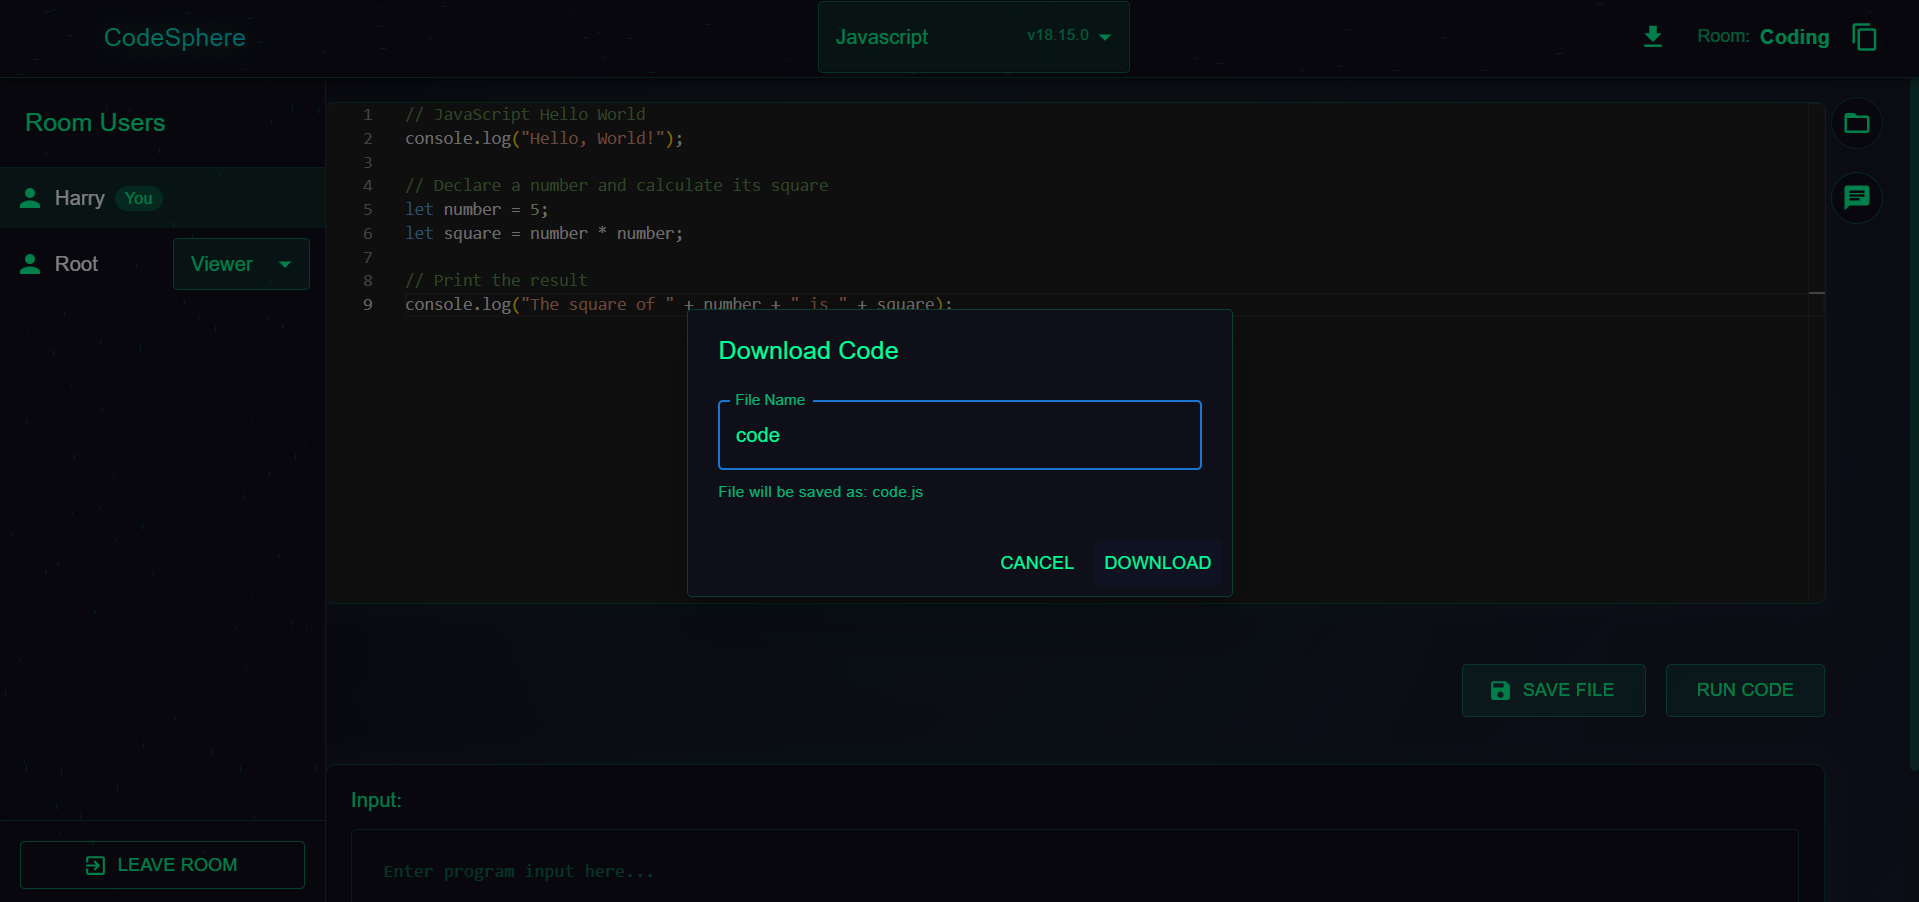 CodeSphere
Javascript v18.15.0
Room: Coding
Room Users
Harry You
Root Viewer
1 // JavaScript Hello World
2 console.log("Hello, World!");
3
4 // Declare a number and calculate its square
5 let number = 5;
6 let square = number * number;
7
8 // Print the result
9 console.log("The square of " + number + " is " + square);
Download Code
File Name
code
File will be saved as: code.js
CANCEL DOWNLOAD
SAVE FILE RUN CODE
Input:
Enter program input here...
LEAVE ROOM